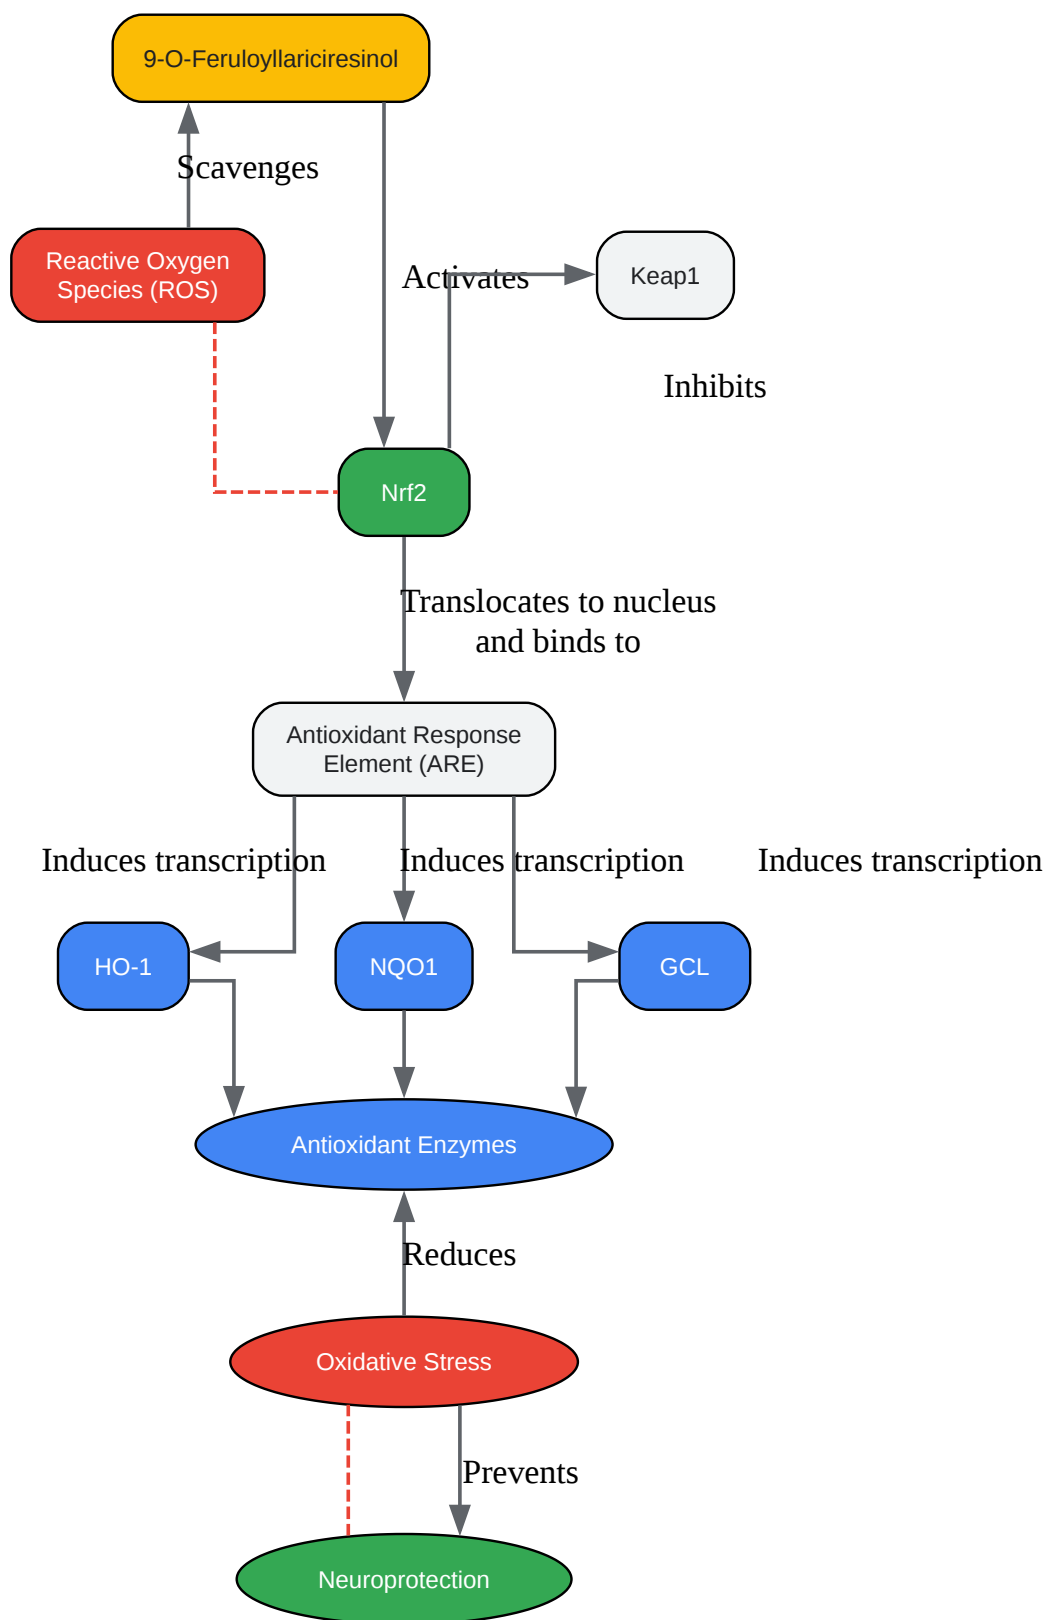 9-O-Feruloyllariciresinol
Scavenges
Reactive Oxygen
Species (ROS)
Activates
Keap1
Inhibits
Nrf2
Translocates to nucleus
and binds to
Antioxidant Response
Element (ARE)
Induces transcription
Induces transcription
Induces transcription
HO-1
NQO1
GCL
Antioxidant Enzymes
Reduces
Oxidative Stress
Prevents
Neuroprotection